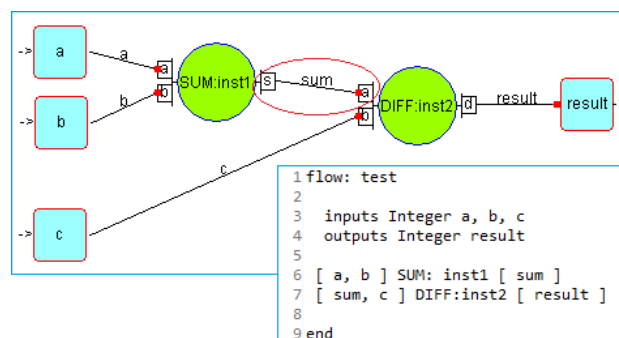 -> a
a
a
SUM:inst1
s
sum
a
DIFF:inst2
d
result
result
-> b
b
b
b
-> c
c
1 flow: test
2
3 inputs Integer a, b, c
4 outputs Integer result
5
6 [ a, b ] SUM: inst1 [ sum ]
7 [ sum, c ] DIFF:inst2 [ result ]
8
9 end